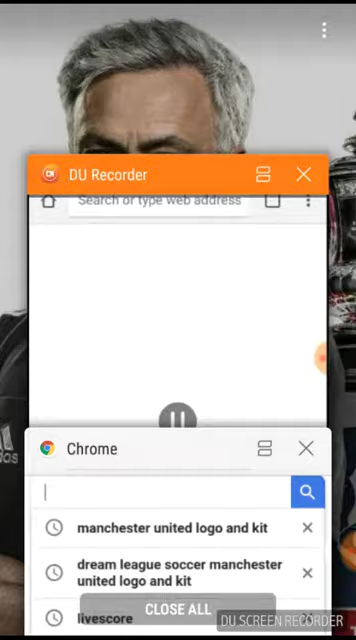 DU Recorder
Search or type web address
Chrome
manchester united logo and kit
dream league soccer manchester
united logo and kit
livescore
CLOSE ALL
DU SCREEN RECORDER